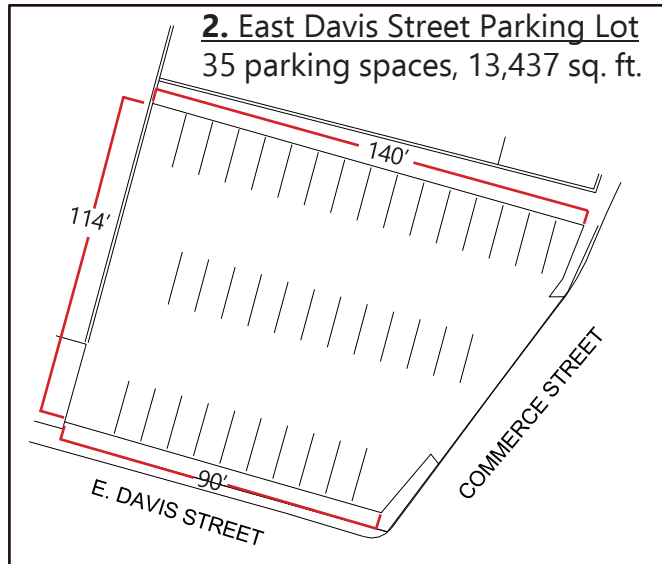 2. East Davis Street Parking Lot
35 parking spaces, 13,437 sq. ft.
140'
114'
90'
E. DAVIS STREET
COMMERCE STREET